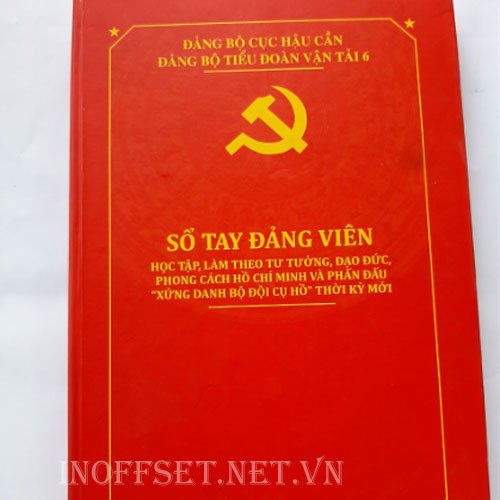 ĐẢNG BỘ CỤC HẬU CẦN
ĐẢNG BỘ TIỂU ĐOÀN VẬN TẢI 6
SỔ TAY ĐẢNG VIÊN
HỌC TẬP, LÀM THEO TƯ TƯỞNG, ĐẠO ĐỨC,
PHONG CÁCH HỒ CHÍ MINH VÀ PHẤN ĐẤU
"XỨNG DANH BỘ ĐỘI CỤ HỒ" THỜI KỲ MỚI
INOFFSET.NET.VN